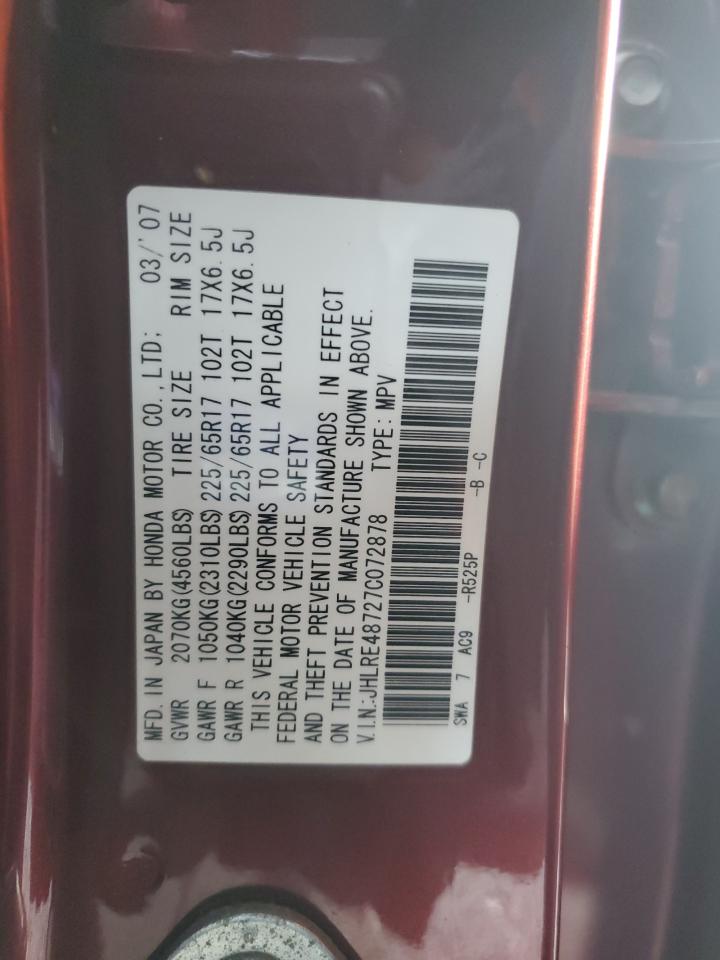 MFD. IN JAPAN BY HONDA MOTOR CO.,LTD; 03/'07
GVWR 2070KG(4560LBS) TIRE SIZE RIM SIZE
GAWR F 1050KG(2310LBS)225/65R17 102T 17X6.5J
GAWR R 1040KG(2290LBS)225/65R17 102T 17X6.5J
THIS VEHICLE CONFORMS TO ALL APPLICABLE
FEDERAL MOTOR VEHICLE SAFETY
AND THEFT PREVENTION STANDARDS IN EFFECT
ON THE DATE OF MANUFACTURE SHOWN ABOVE.
V.I.N.:JHLRE48727C072878 TYPE: MPV
SWA 7 AC9 -R525P -B -C